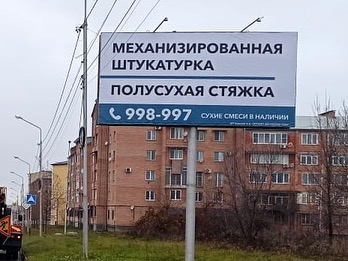 МЕХАНИЗИРОВАННАЯ
ШТУКАТУРКА
ПОЛУСУХАЯ СТЯЖКА
998-997 СУХИЕ СМЕСИ В НАЛИЧИИ